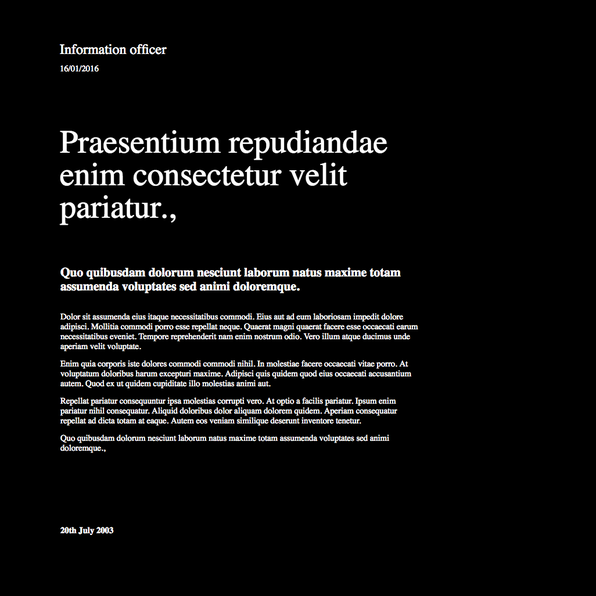 Information officer
16/01/2016
Praesentium repudiandae
enim consectetur velit
pariatur.,
Quo quibusdam dolorum nesciunt laborum natus maxime totam
assumenda voluptates sed animi doloremque.
Dolor sit assumenda eius itaque necessitatibus commodi. Eius aut ad eum laboriosam impedit dolore
adipisci. Mollitia commodi porro esse repellat neque. Quaerat magni quaerat facere esse occaecati earum
necessitatibus eveniet. Tempore reprehenderit nam enim nostrum odio. Vero illum atque ducimus unde
aperiam velit voluptate.
Enim quia corporis iste dolores commodi commodi nihil. In molestiae facere occaecati vitae porro. At
voluptatum doloribus harum excepturi maxime. Adipisci quis quidem quod eius occaecati accusantium
autem. Quod ex ut quidem cupiditate illo molestias animi aut.
Repellat pariatur consequuntur ipsa molestias corrupti vero. At optio a facilis pariatur. Ipsum enim
pariatur nihil consequatur. Aliquid doloribus dolor aliquam dolorem quidem. Aperiam consequatur
repellat ad dicta totam at eaque. Autem eos veniam similique deserunt inventore tenetur.
Quo quibusdam dolorum nesciunt laborum natus maxime totam assumenda voluptates sed animi
doloremque.,
20th July 2003